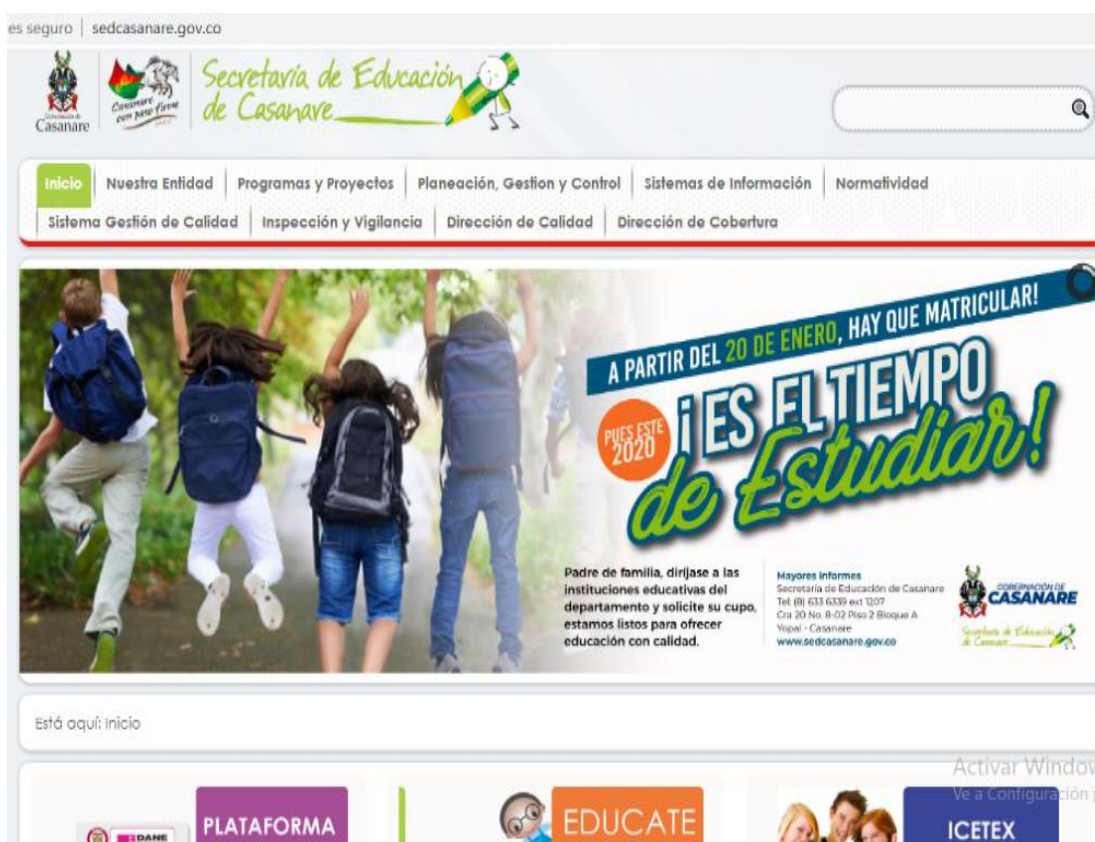 es seguro | sedcasanare.gov.co
Gobernación de
Casanare
Casanare
con paso firme
Secretaría de Educación
de Casanare
Inicio Nuestra Entidad Programas y Proyectos Planeación, Gestion y Control Sistemas de Información Normatividad
Sistema Gestión de Calidad Inspección y Vigilancia Dirección de Calidad Dirección de Cobertura
A PARTIR DEL 20 DE ENERO, HAY QUE MATRICULAR!
PUES ESTE
2020
¡ES EL TIEMPO
de Estudiar!
Padre de familia, diríjase a las
instituciones educativas del
departamento y solicite su cupo,
estamos listos para ofrecer
educación con calidad.
Mayores Informes
Secretaría de Educación de Casanare
Tel: (8) 633 6339 ext 1207
Cra 20 No. 8-02 Piso 2 Bloque A
Yopal - Casanare
www.sedcasanare.gov.co
GOBERNACIÓN DE
CASANARE
Secretaría de Educación
de Casanare
Está aquí: Inicio
Activar Window
Ve a Configuración p
DANE
PLATAFORMA
EDUCATE
ICETEX